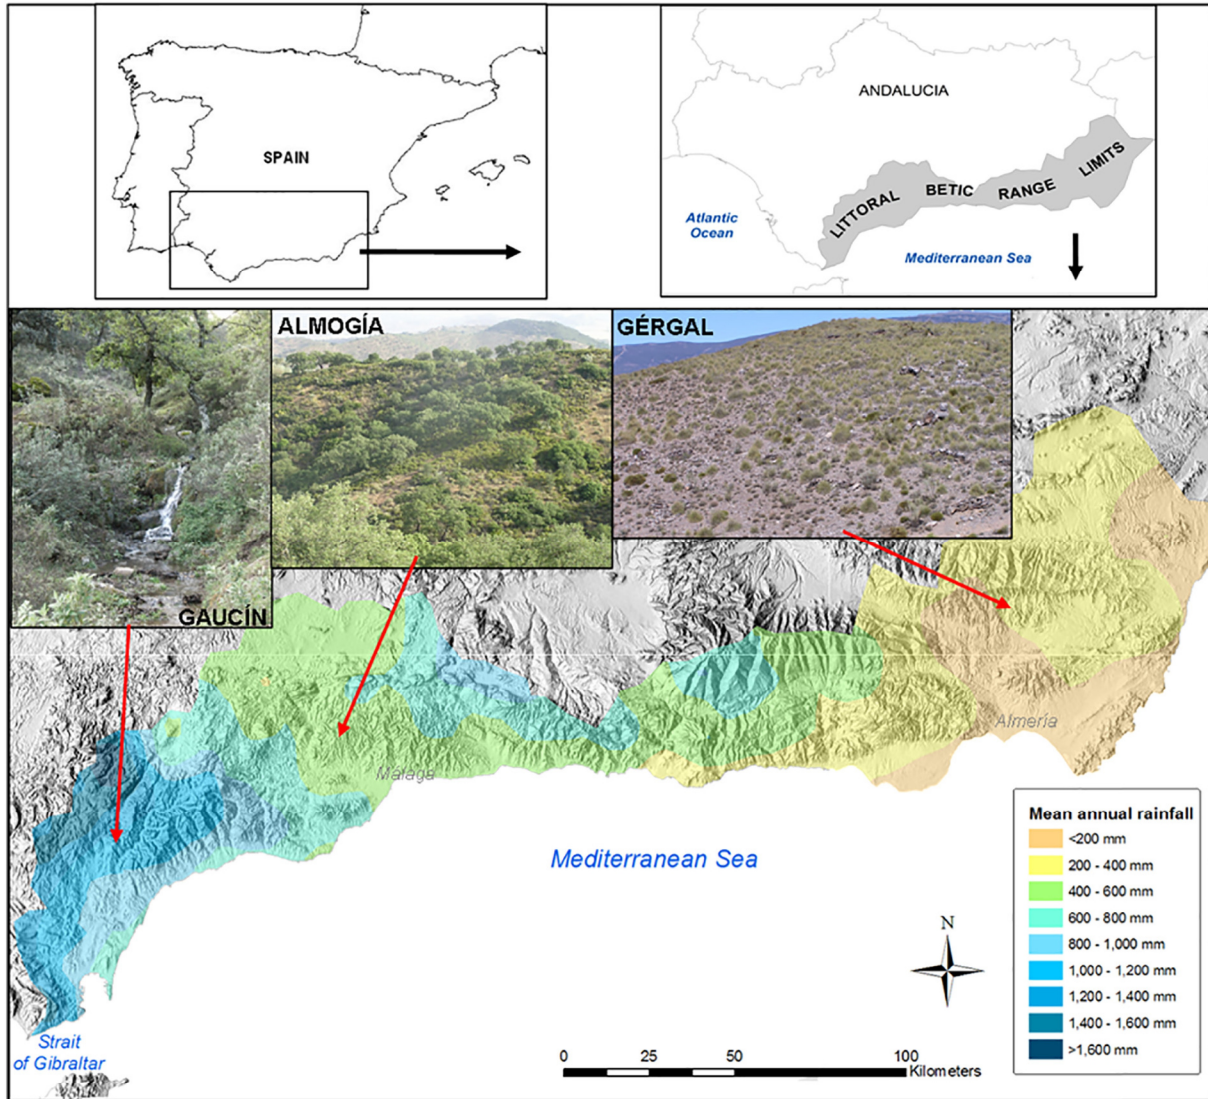 SPAIN
ANDALUCIA
LITTORAL BETIC RANGE LIMITS
Atlantic
Ocean
Mediterranean Sea
ALMOGÍA
GÉRGAL
GAUCÍN
Málaga
Almeria
Mediterranean Sea
Strait
of Gibraltar
N
0 25 50 100
Kilometers
Mean annual rainfall
<200 mm
200 - 400 mm
400 - 600 mm
600 - 800 mm
800 - 1,000 mm
1,000 - 1,200 mm
1,200 - 1,400 mm
1,400 - 1,600 mm
>1,600 mm